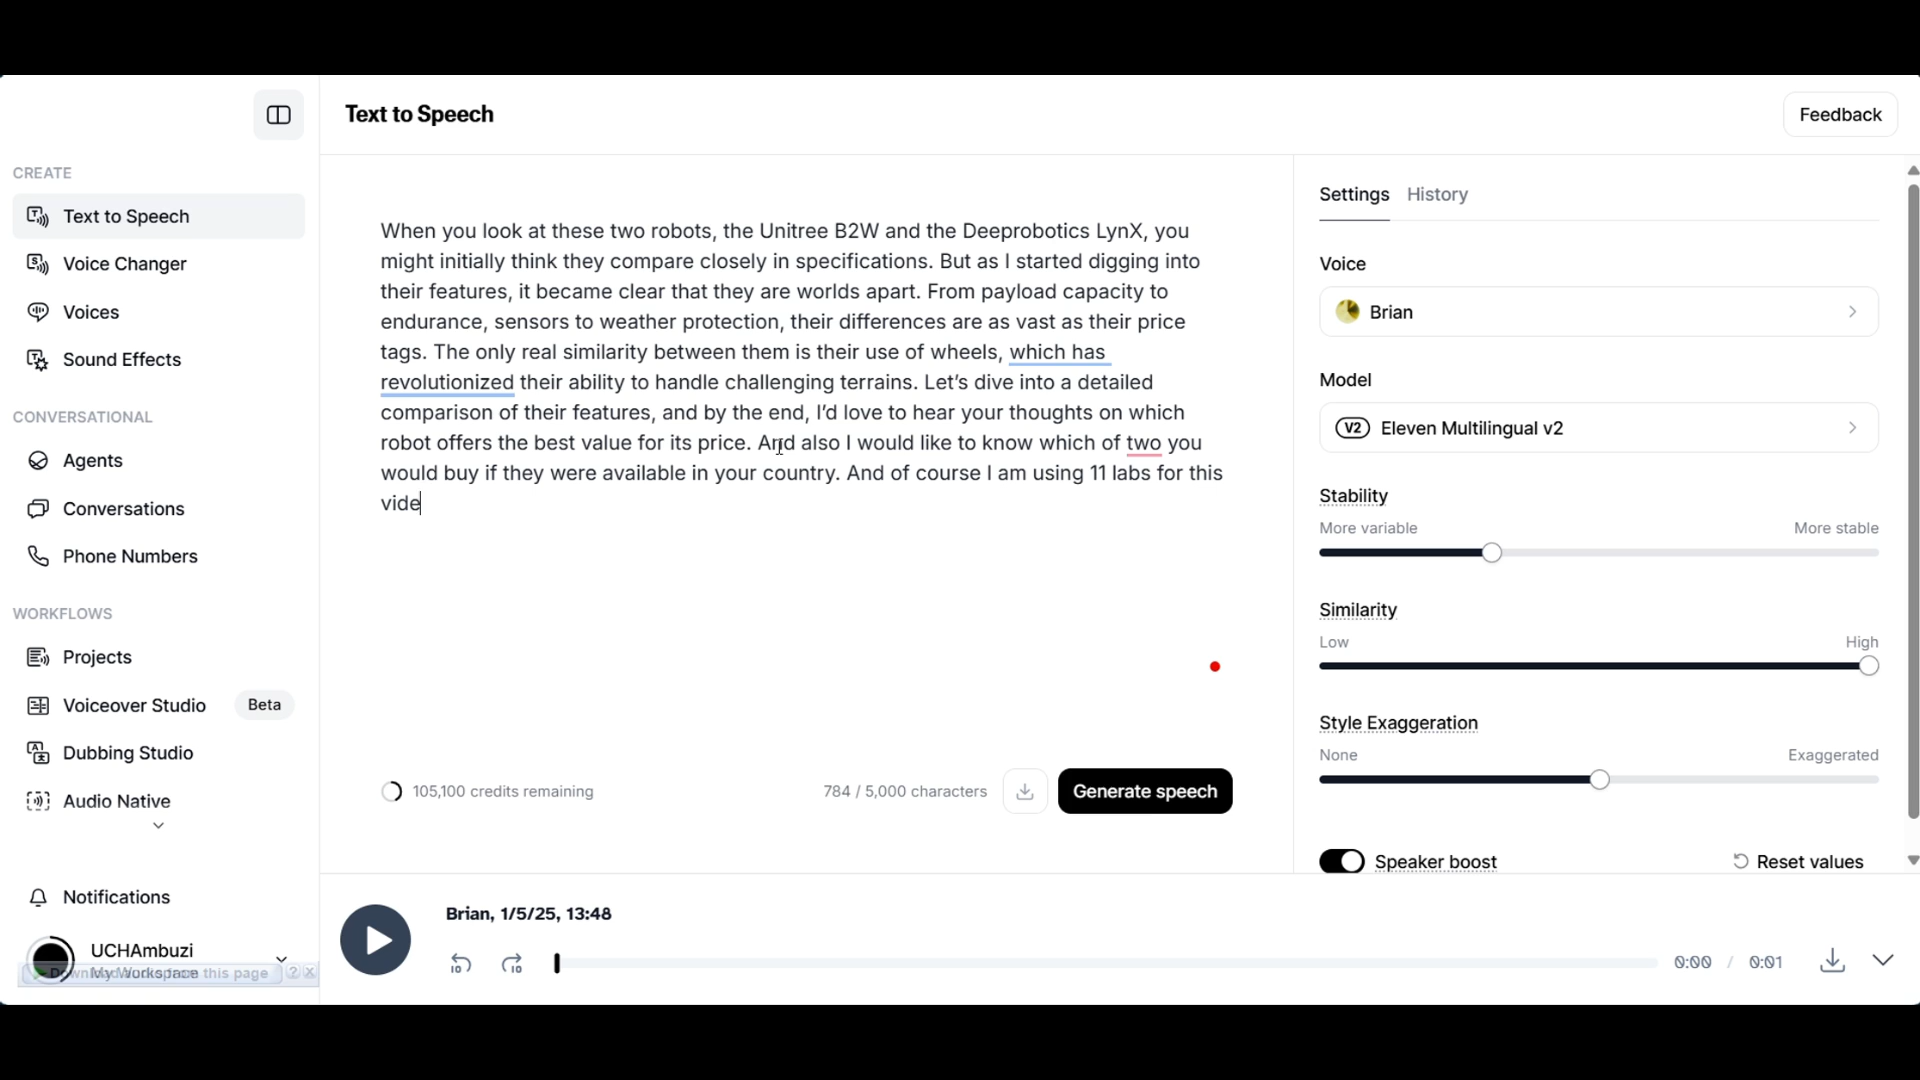 Text to Speech
Feedback
CREATE
Text to Speech
Voice Changer
Voices
Sound Effects
CONVERSATIONAL
Agents
Conversations
Phone Numbers
WORKFLOWS
Projects
Voiceover Studio Beta
Dubbing Studio
Audio Native
Notifications
UCHAmbuzi
My Workspace
When you look at these two robots, the Unitree B2W and the Deeprobotics LynX, you
might initially think they compare closely in specifications. But as I started digging into
their features, it became clear that they are worlds apart. From payload capacity to
endurance, sensors to weather protection, their differences are as vast as their price
tags. The only real similarity between them is their use of wheels, which has
revolutionized their ability to handle challenging terrains. Let’s dive into a detailed
comparison of their features, and by the end, I’d love to hear your thoughts on which
robot offers the best value for its price. And also I would like to know which of two you
would buy if they were available in your country. And of course I am using 11 labs for this
vide
105,100 credits remaining
784 / 5,000 characters
Generate speech
Settings History
Voice
Brian
Model
V2 Eleven Multilingual v2
Stability
More variable More stable
Similarity
Low High
Style Exaggeration
None Exaggerated
Speaker boost
Reset values
Brian, 1/5/25, 13:48
10 10
0:00 / 0:01